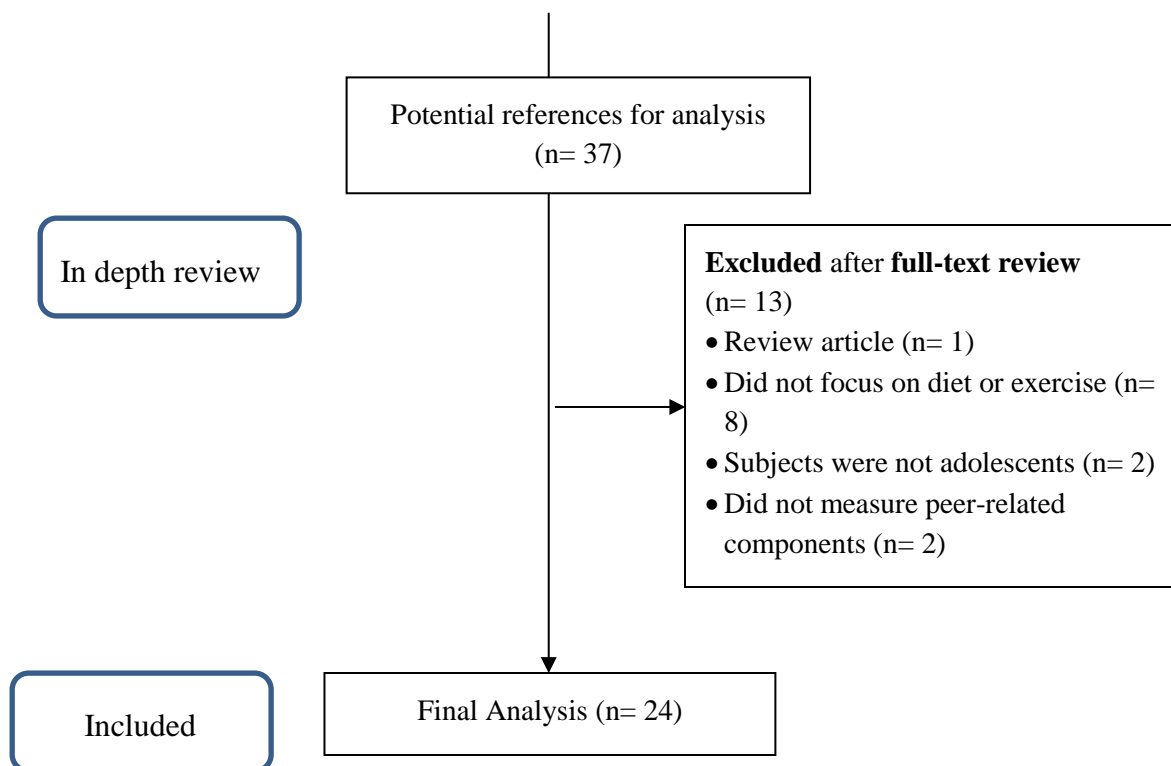 Potential references for analysis
(n= 37)
In depth review
Excluded after full-text review
(n= 13)
• Review article (n= 1)
• Did not focus on diet or exercise (n=
8)
• Subjects were not adolescents (n= 2)
• Did not measure peer-related
components (n= 2)
Final Analysis (n= 24)
Included